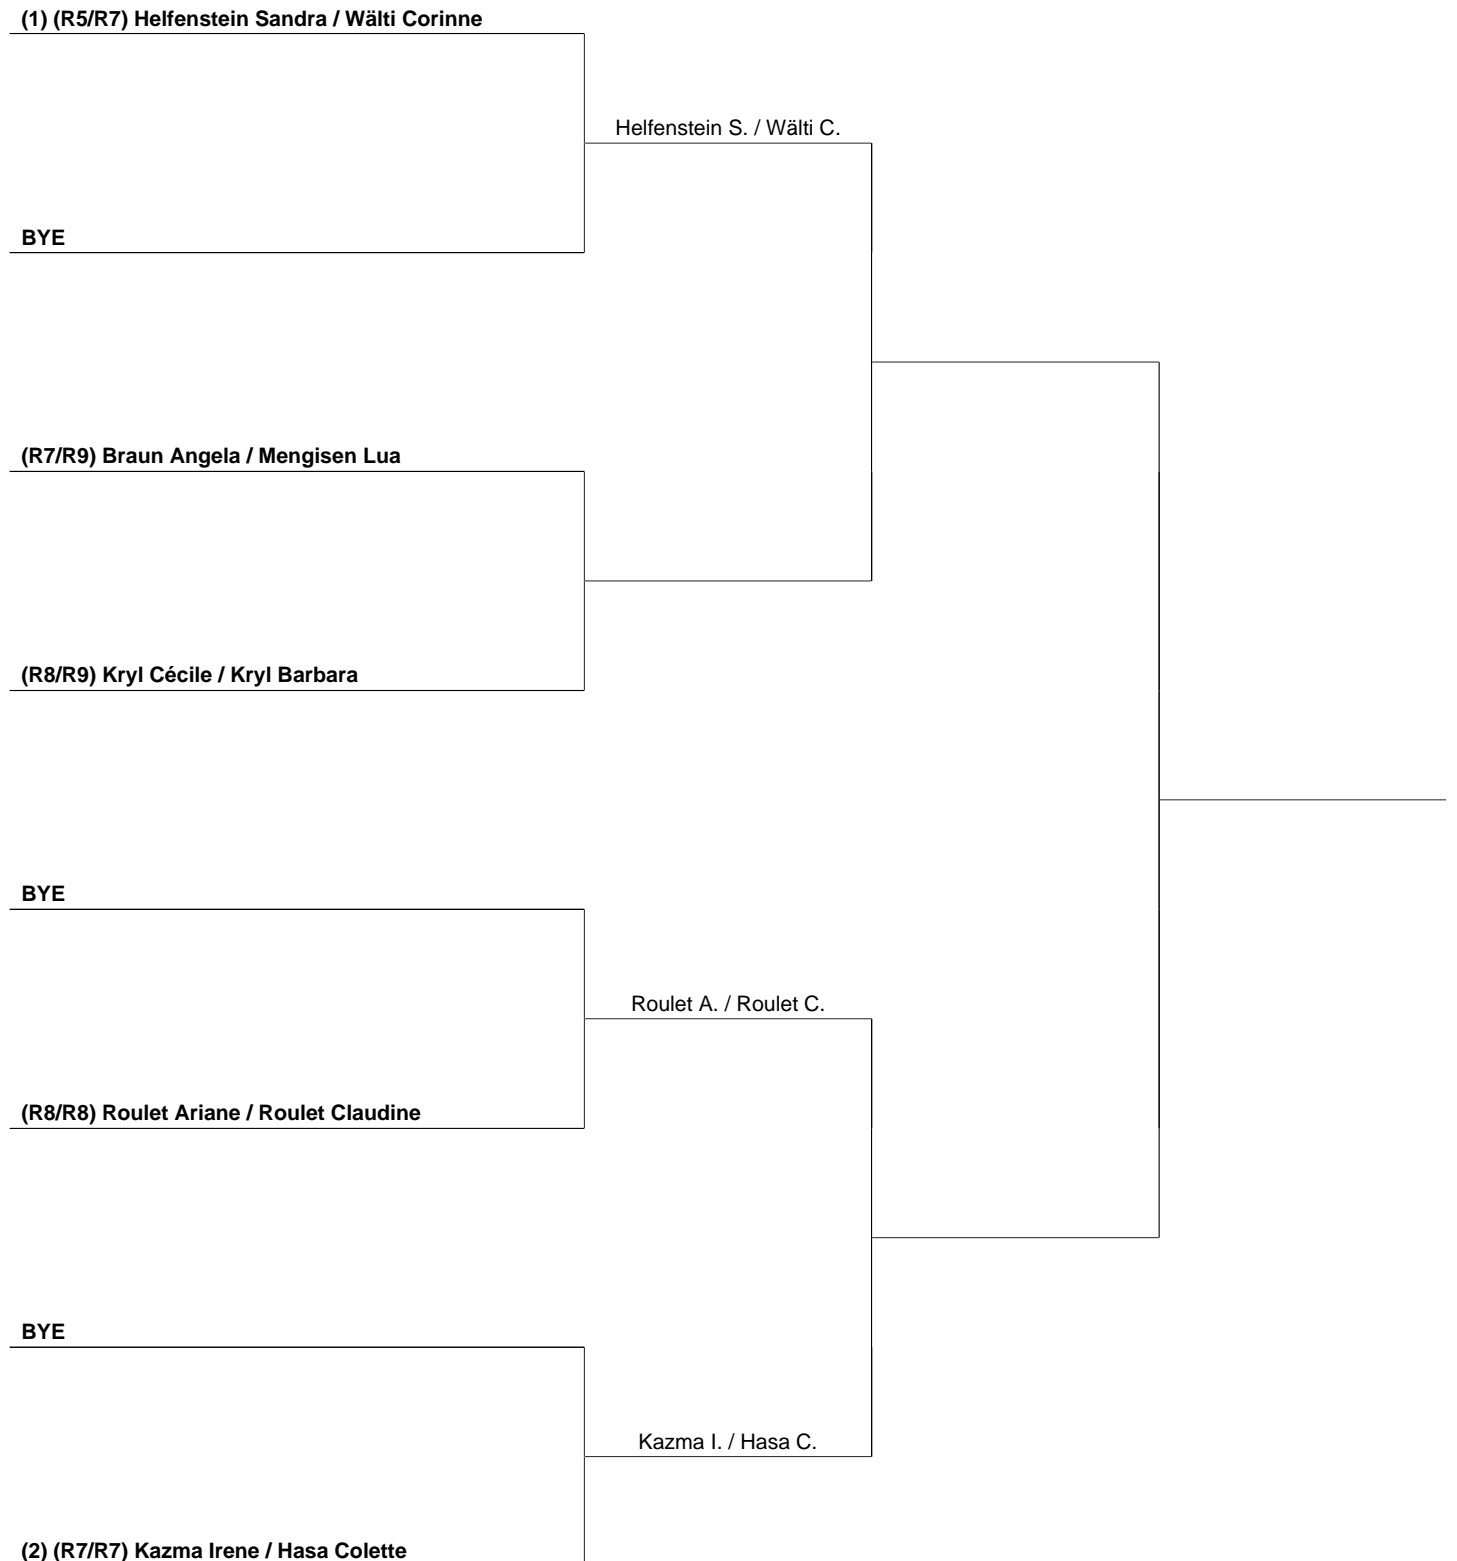 (1) (R5/R7) Helfenstein Sandra / Wälti Corinne
Helfenstein S. / Wälti C.
BYE
(R7/R9) Braun Angela / Mengisen Lua
(R8/R9) Kryl Cécile / Kryl Barbara
BYE
Roulet A. / Roulet C.
(R8/R8) Roulet Ariane / Roulet Claudine
BYE
Kazma I. / Hasa C.
(2) (R7/R7) Kazma Irene / Hasa Colette